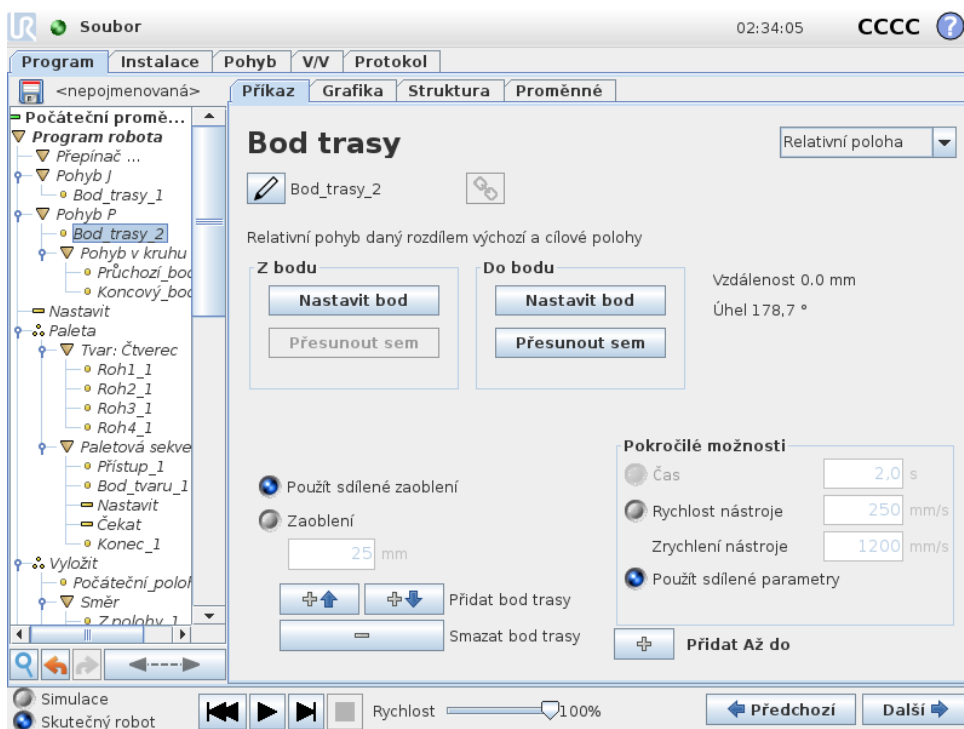 UR Soubor 02:34:05 CCCC ?
Program Instalace Pohyb V/V Protokol
<nepojmenovaná> Příkaz Grafika Struktura Proměnné
Počáteční promě...
Program robota
Přepínač ...
Pohyb J
Bod_trasy_1
Pohyb P
Bod_trasy_2
Pohyb v kruhu
Průchozí_bod
Koncový_bod
Nastavit
Paleta
Tvar: Čtverec
Roh1_1
Roh2_1
Roh3_1
Roh4_1
Paletová sekve
Přístup_1
Bod_tvaru_1
Nastavit
Čekat
Konec_1
Vyložit
Počáteční_poloh
Směr
Z_polohy_1
Bod trasy
Relativní poloha
Bod_trasy_2
Relativní pohyb daný rozdílem výchozí a cílové polohy
Z bodu
Nastavit bod
Přesunout sem
Do bodu
Nastavit bod
Přesunout sem
Vzdálenost 0.0 mm
Úhel 178,7 °
Použít sdílené zaoblení
Zaoblení
25 mm
Přidat bod trasy
Smazat bod trasy
Pokročilé možnosti
Čas 2,0 s
Rychlost nástroje 250 mm/s
Zrychlení nástroje 1200 mm/s
Použít sdílené parametry
Přidat Až do
Simulace
Skutečný robot
Rychlost 100%
Předchozí Další